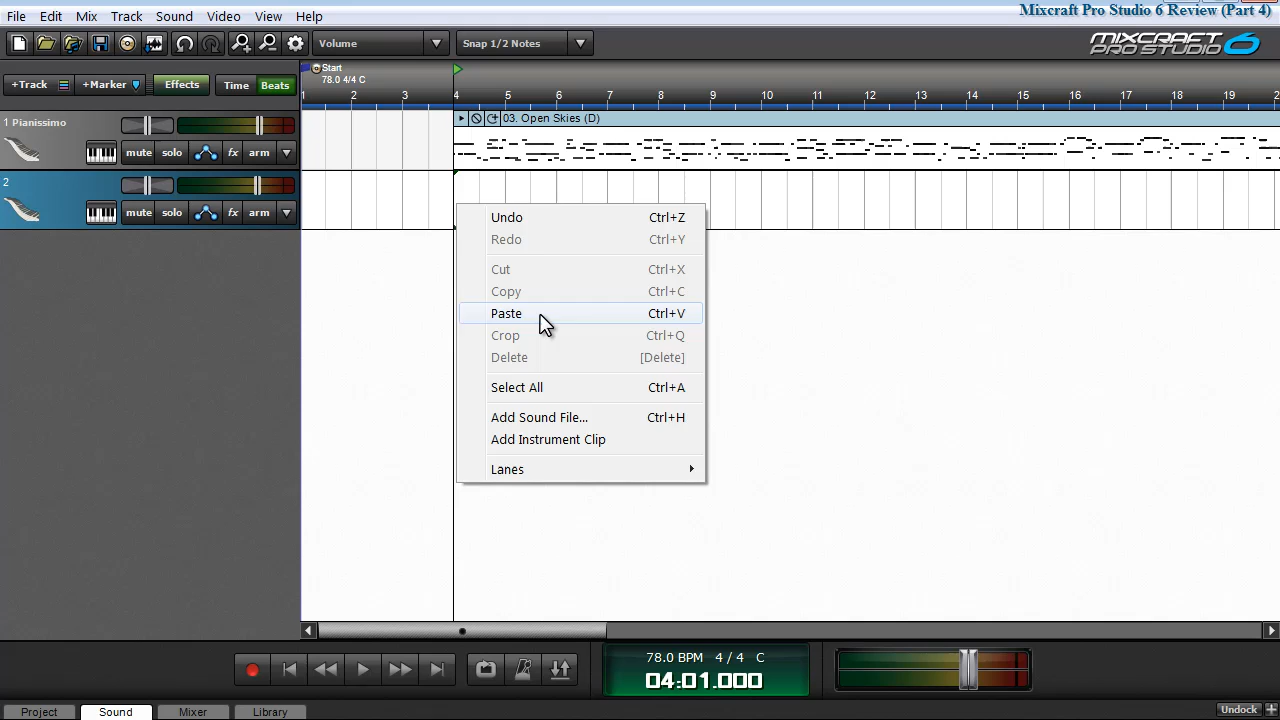 Mixcraft Pro Studio 6 Review (Part 4)
File Edit Mix Track Sound Video View Help
Volume
Snap 1/2 Notes
MIXCRAFT
PRO STUDIO 6
+Track
+Marker
Effects
Time
Beats
Start
78.0 4/4 C
1 2 3 4 5 6 7 8 9 10 11 12 13 14 15 16 17 18 19 2
1 Pianissimo
mute solo fx arm
03. Open Skies (D)
2
mute solo fx arm
Undo Ctrl+Z
Redo Ctrl+Y
Cut Ctrl+X
Copy Ctrl+C
Paste Ctrl+V
Crop Ctrl+Q
Delete [Delete]
Select All Ctrl+A
Add Sound File... Ctrl+H
Add Instrument Clip
Lanes
78.0 BPM 4 / 4 C
04:01.000
Project Sound Mixer Library
Undock